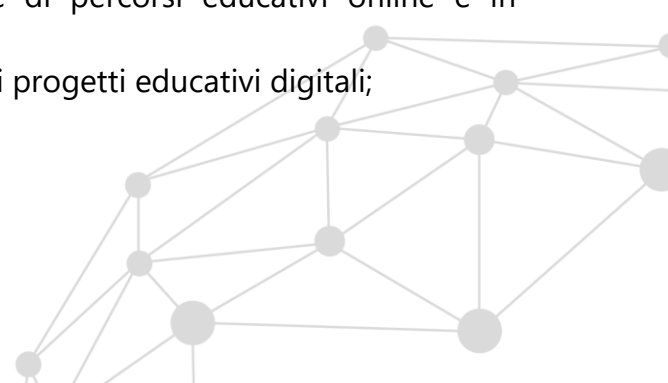 di percorsi educativi online e in
progetti educativi digitali;